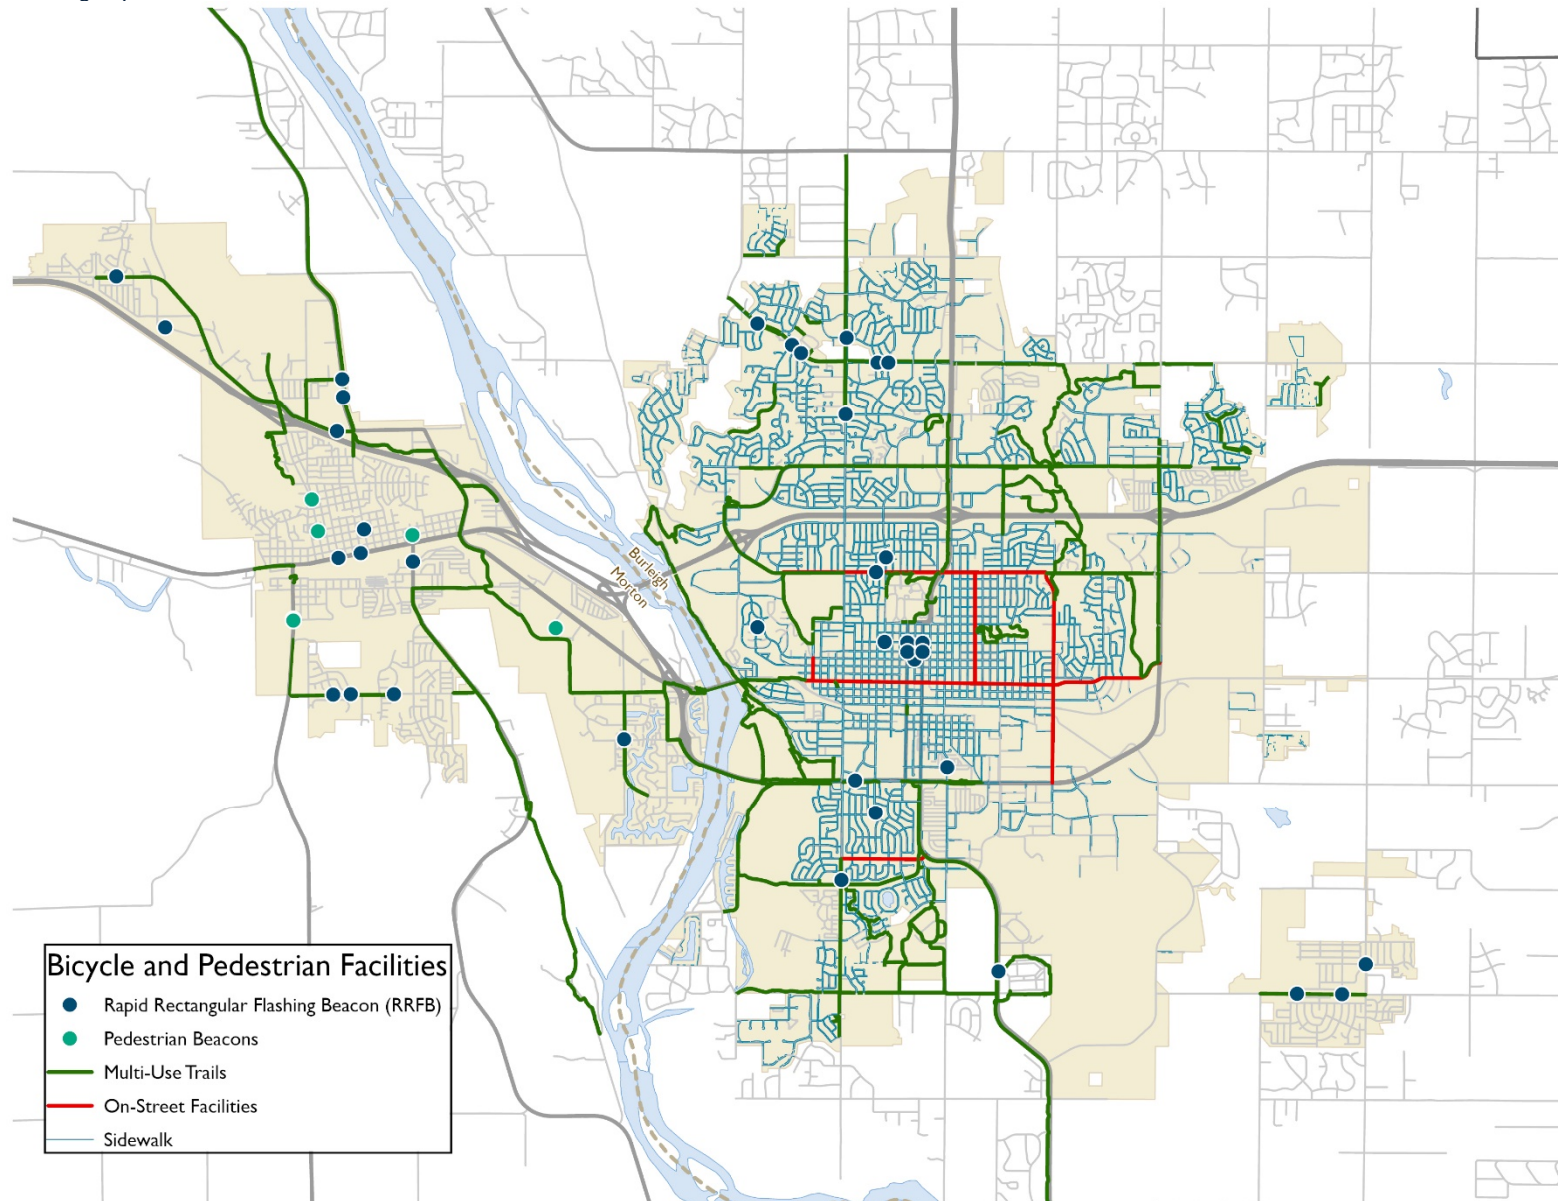 Burleigh
Morton
Bicycle and Pedestrian Facilities
Rapid Rectangular Flashing Beacon (RRFB)
Pedestrian Beacons
Multi-Use Trails
On-Street Facilities
Sidewalk